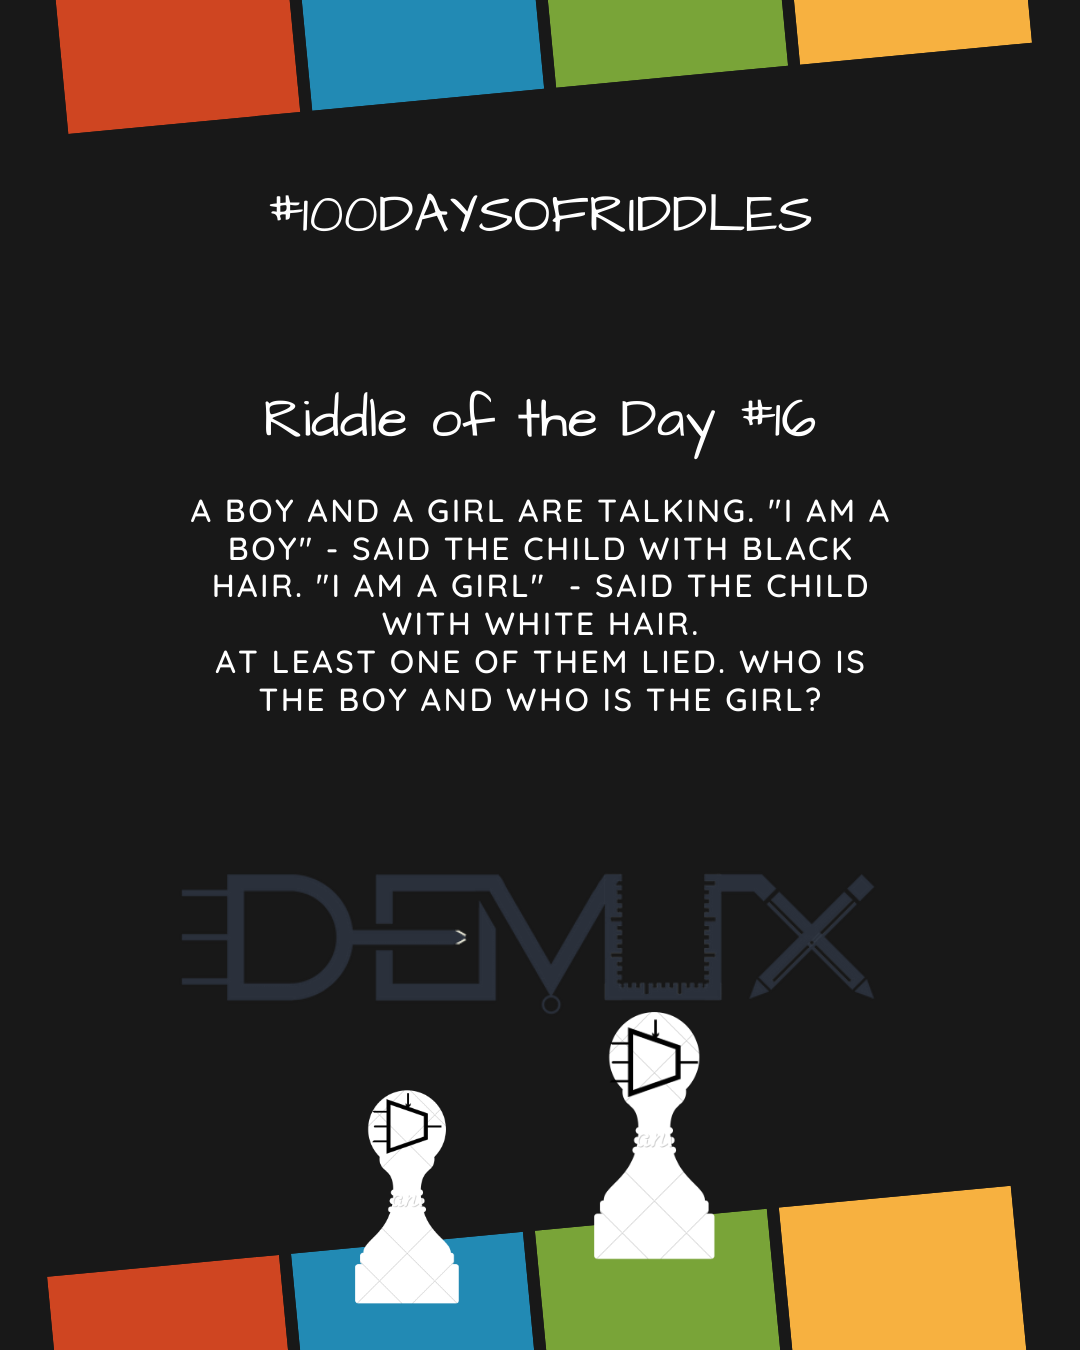 #100DAYSOFRIDDLES
Riddle of the Day #16
A BOY AND A GIRL ARE TALKING. "I AM A
BOY" - SAID THE CHILD WITH BLACK
HAIR. "I AM A GIRL"  - SAID THE CHILD
WITH WHITE HAIR.
AT LEAST ONE OF THEM LIED. WHO IS
THE BOY AND WHO IS THE GIRL?
DEMUX